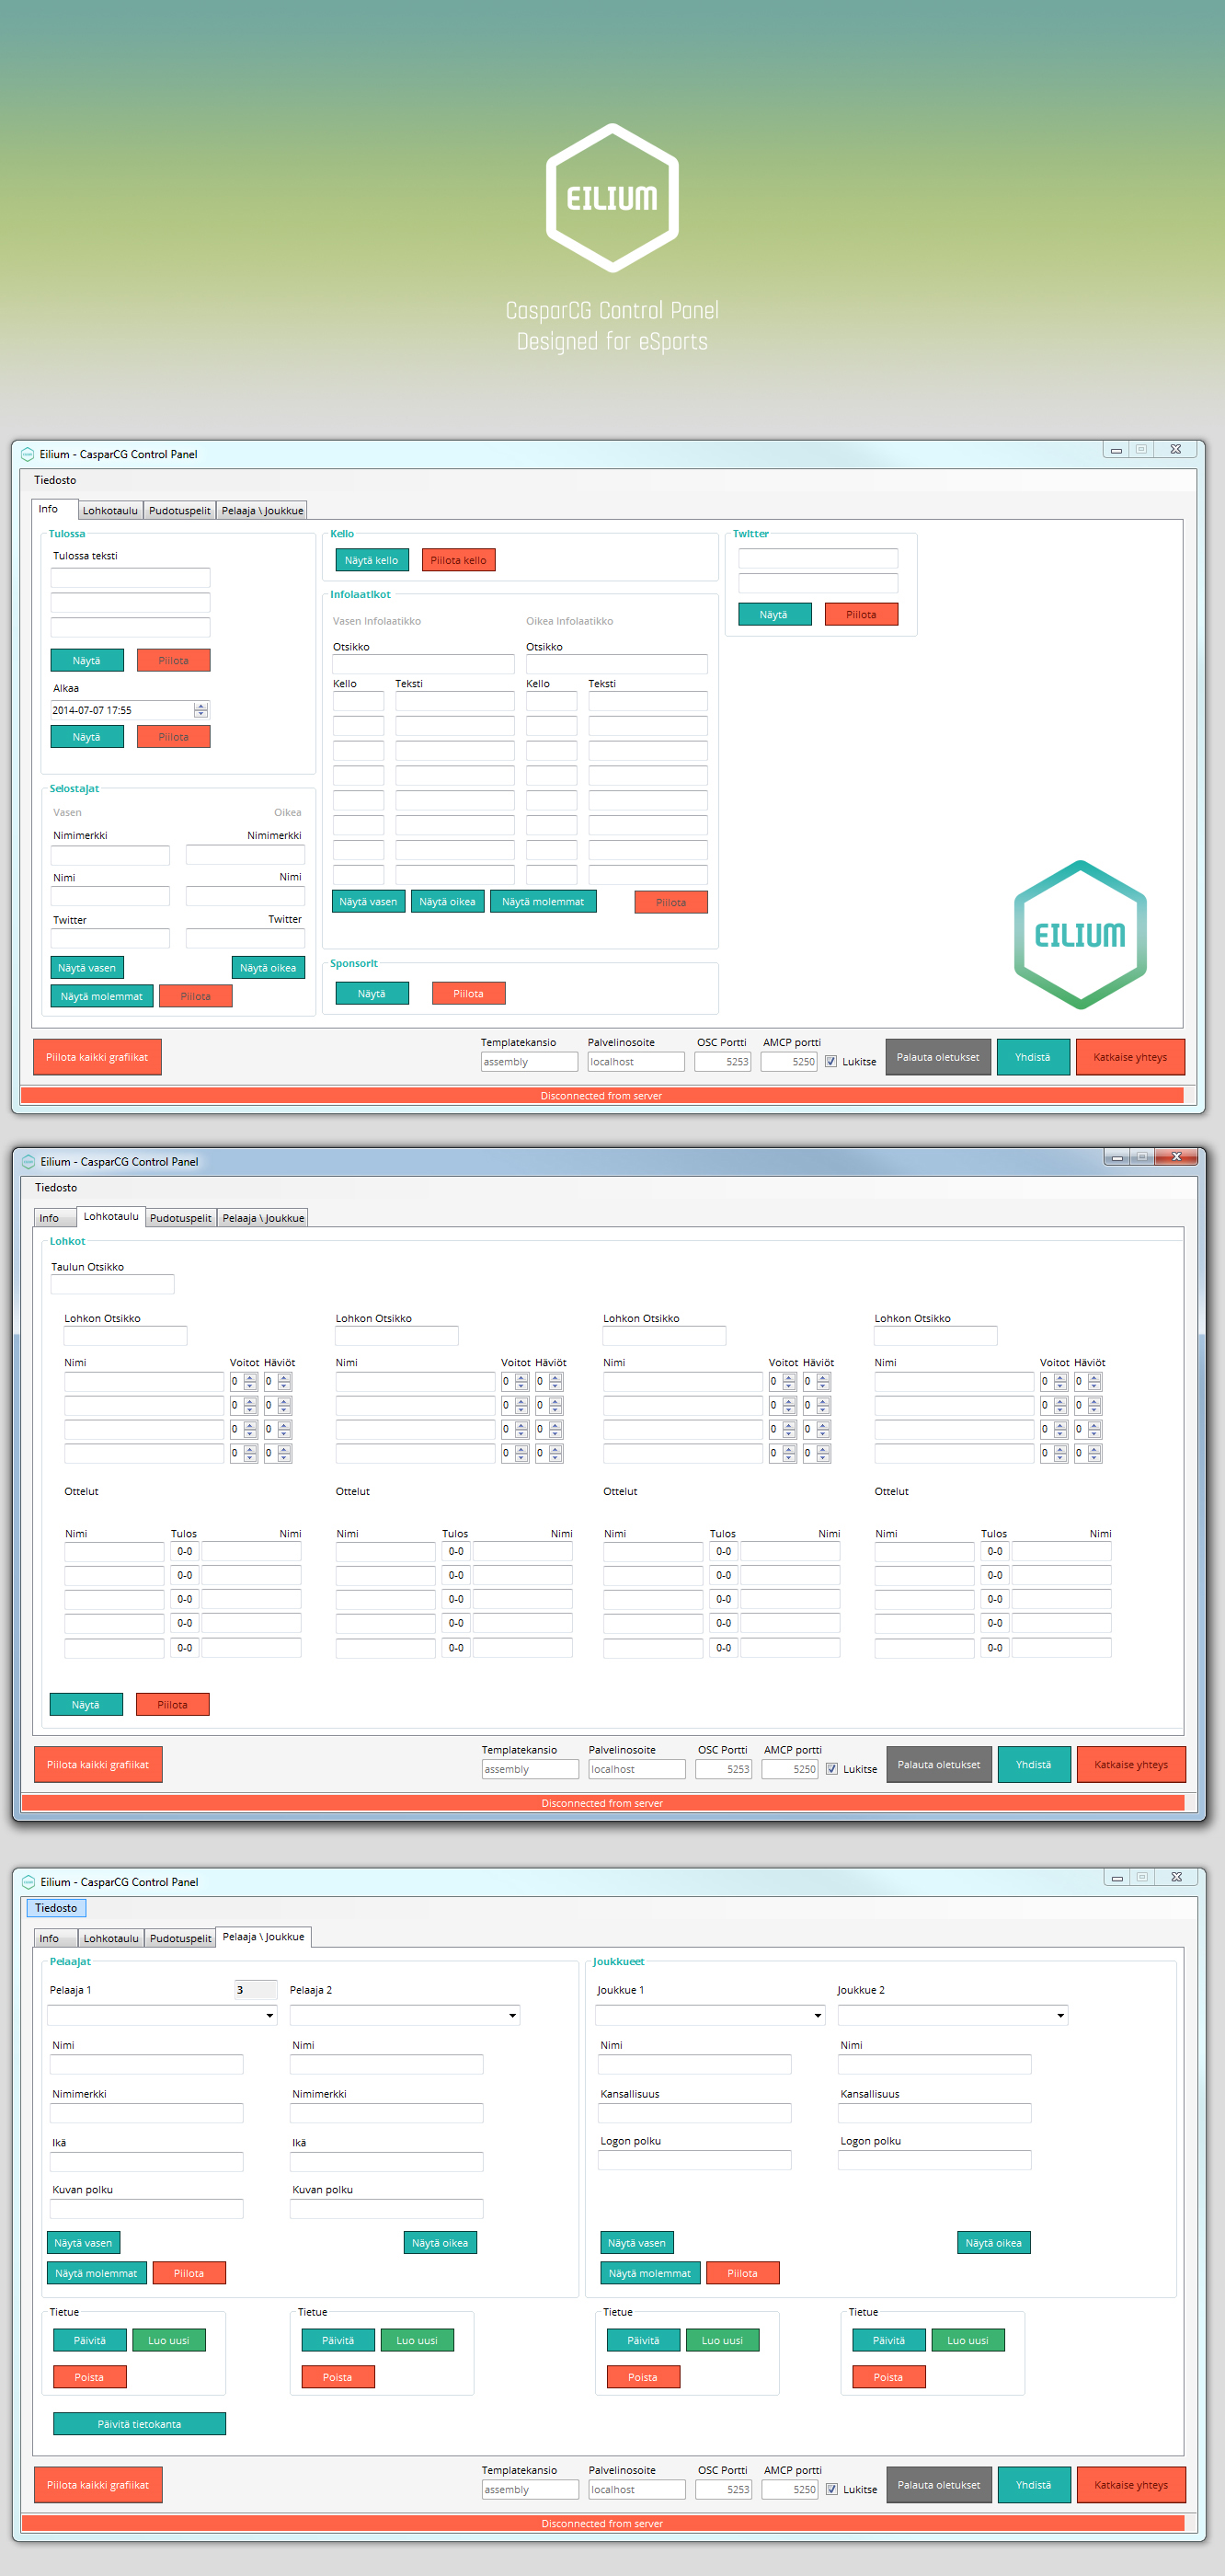 EILIUM
CasparCG Control Panel
Designed for eSports
Eilium - CasparCG Control Panel
Tiedosto
Info Lohkotaulu Pudotuspelit Pelaaja \ Joukkue
Tulossa Kello Twitter
Tulossa teksti
Näytä kello Piilota kello
Infolaatikot
Näytä Piilota
Vasen Infolaatikko Oikea Infolaatikko
Otsikko Otsikko
Näytä Piilota
Kello Teksti Kello Teksti
Alkaa
2014-07-07 17:55
Näytä Piilota
Selostajat
Vasen Oikea
Nimimerkki Nimimerkki
Nimi Nimi
Näytä vasen Näytä oikea Näytä molemmat Piilota
Twitter Twitter
EILIUM
Näytä vasen Näytä oikea
Sponsorit
Näytä molemmat Piilota
Näytä Piilota
Piilota kaikki grafiikat
Templatekansio Palvelinosoite OSC Portti AMCP portti
assembly localhost 5253 5250 Lukitse
Palauta oletukset Yhdistä Katkaise yhteys
Disconnected from server
Eilium - CasparCG Control Panel
Tiedosto
Info Lohkotaulu Pudotuspelit Pelaaja \ Joukkue
Lohkot
Taulun Otsikko
Lohkon Otsikko Lohkon Otsikko Lohkon Otsikko Lohkon Otsikko
Nimi Voitot Häviöt Nimi Voitot Häviöt Nimi Voitot Häviöt Nimi Voitot Häviöt
0 0 0 0 0 0 0 0
0 0 0 0 0 0 0 0
0 0 0 0 0 0 0 0
0 0 0 0 0 0 0 0
Ottelut Ottelut Ottelut Ottelut
Nimi Tulos Nimi Nimi Tulos Nimi Nimi Tulos Nimi Nimi Tulos Nimi
0-0 0-0 0-0 0-0
0-0 0-0 0-0 0-0
0-0 0-0 0-0 0-0
0-0 0-0 0-0 0-0
0-0 0-0 0-0 0-0
Näytä Piilota
Piilota kaikki grafiikat
Templatekansio Palvelinosoite OSC Portti AMCP portti
assembly localhost 5253 5250 Lukitse
Palauta oletukset Yhdistä Katkaise yhteys
Disconnected from server
Eilium - CasparCG Control Panel
Tiedosto
Info Lohkotaulu Pudotuspelit Pelaaja \ Joukkue
Pelaajat Joukkueet
Pelaaja 1 3 Pelaaja 2 Joukkue 1 Joukkue 2
Nimi Nimi Nimi Nimi
Nimimerkki Nimimerkki Kansallisuus Kansallisuus
Ikä Ikä Logon polku Logon polku
Kuvan polku Kuvan polku
Näytä vasen Näytä oikea Näytä vasen Näytä oikea
Näytä molemmat Piilota Näytä molemmat Piilota
Tietue Tietue Tietue Tietue
Päivitä Luo uusi Päivitä Luo uusi Päivitä Luo uusi Päivitä Luo uusi
Poista Poista Poista Poista
Päivitä tietokanta
Piilota kaikki grafiikat
Templatekansio Palvelinosoite OSC Portti AMCP portti
assembly localhost 5253 5250 Lukitse
Palauta oletukset Yhdistä Katkaise yhteys
Disconnected from server